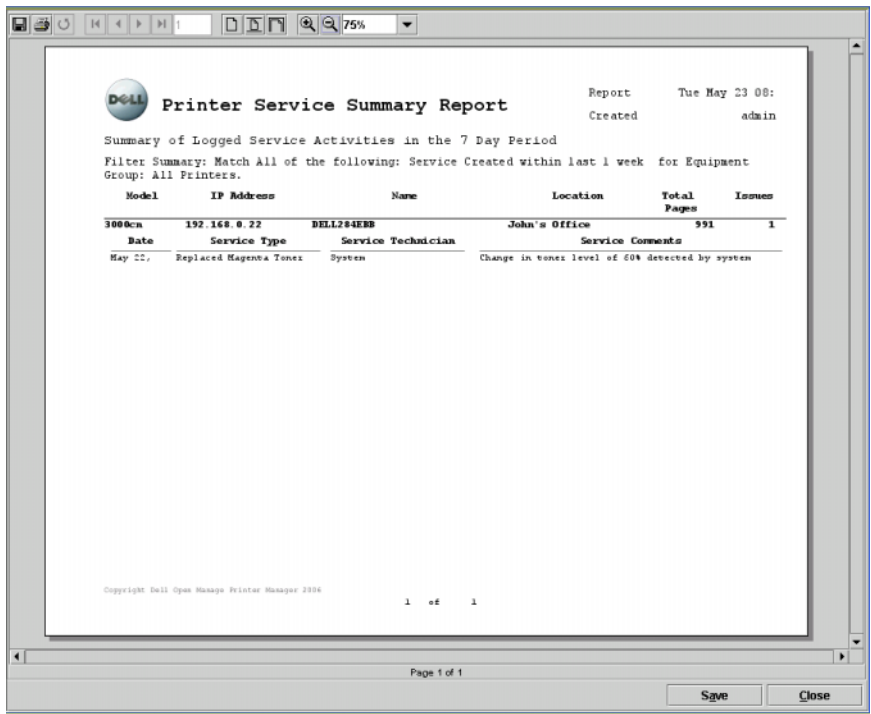 1 75%
DELL Printer Service Summary Report
Report Tue May 23 08:
Created admin
Summary of Logged Service Activities in the 7 Day Period
Filter Summary: Match All of the following: Service Created within last 1 week for Equipment
Group: All Printers.
Model IP Address Name Location Total Pages Issues
3000cn 192.168.0.22 DELL284EBB John's Office 991 1
Date Service Type Service Technician Service Comments
May 22, Replaced Magenta Toner System Change in toner level of 60% detected by system
Copyright Dell Open Manage Printer Manager 2006
1 of 1
Page 1 of 1
Save Close